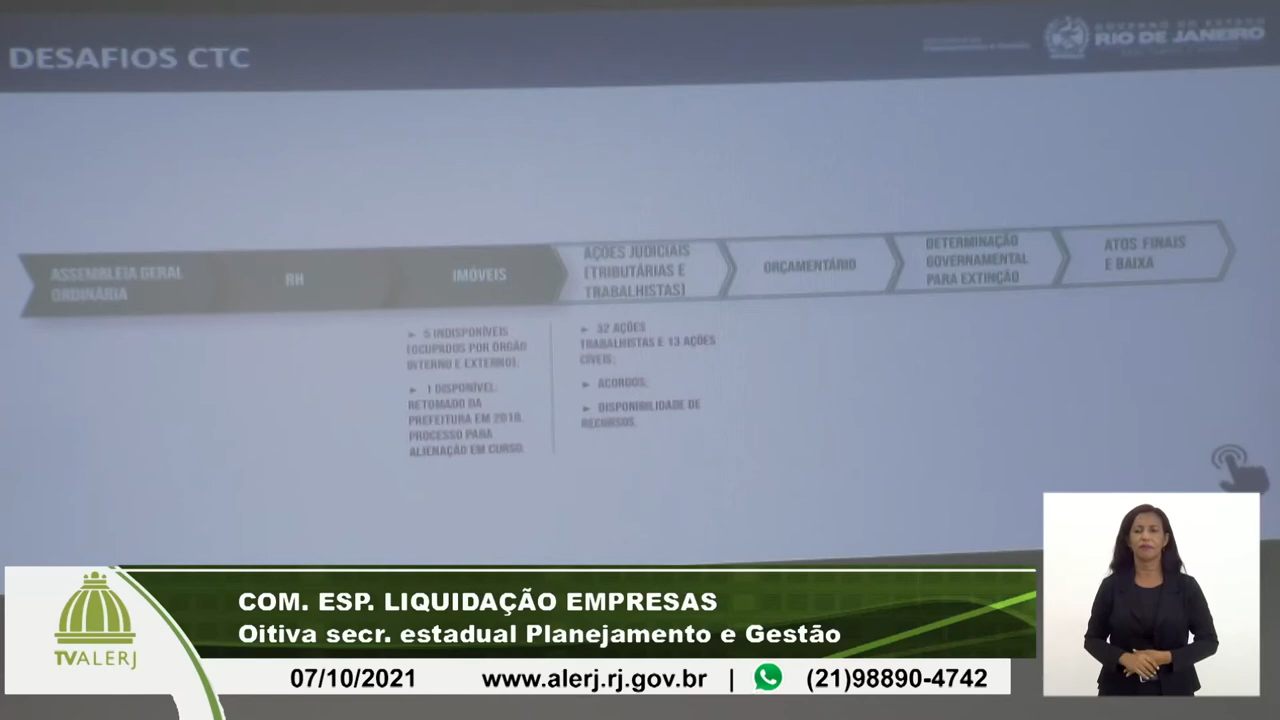 DESAFIOS CTC
GOVERNO DO ESTADO
RIO DE JANEIRO
ASSEMBLEIA GERAL
ORDINÁRIA
RH
IMÓVEIS
AÇÕES JUDICIAIS
(TRIBUTÁRIAS E
TRABALHISTAS)
ORÇAMENTÁRIO
DETERMINAÇÃO
GOVERNAMENTAL
PARA EXTINÇÃO
ATOS FINAIS
E BAIXA
► 5 INDISPONÍVEIS
(OCUPADOS POR ÓRGÃO
INTERNO E EXTERNO).
► 1 DISPONÍVEL
RETOMADO DA
PREFEITURA EM 2018.
PROCESSO PARA
ALIENAÇÃO EM CURSO.
► 32 AÇÕES
TRABALHISTAS E 13 AÇÕES
CÍVEIS;
► ACORDOS;
► DISPONIBILIDADE DE
RECURSOS.
COM. ESP. LIQUIDAÇÃO EMPRESAS
Oitiva secr. estadual Planejamento e Gestão
TVALERJ
07/10/2021 www.alerj.rj.gov.br | (21)98890-4742